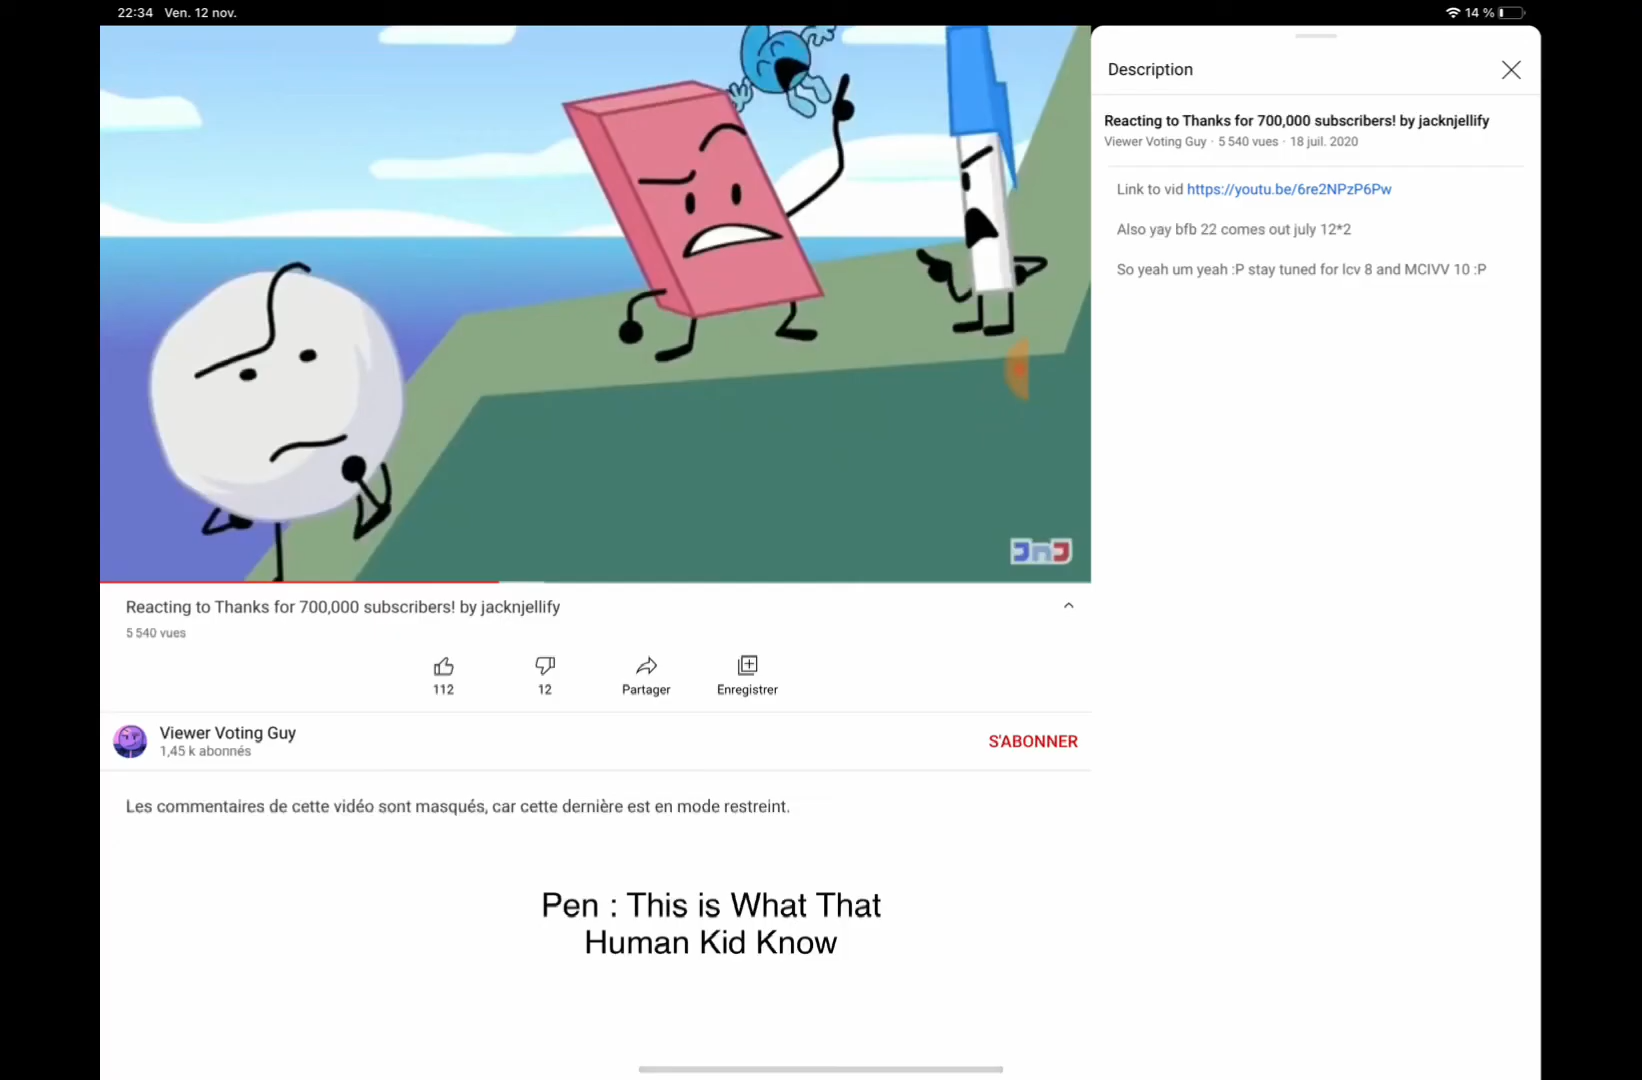 22:34 Ven. 12 nov.
14 %
Description
Reacting to Thanks for 700,000 subscribers! by jacknjellify
Viewer Voting Guy · 5 540 vues · 18 juil. 2020
Link to vid https://youtu.be/6re2NPzP6Pw
Also yay bfb 22 comes out july 12*2
So yeah um yeah :P stay tuned for lcv 8 and MCIVV 10 :P
JnJ
Reacting to Thanks for 700,000 subscribers! by jacknjellify
5 540 vues
112
12
Partager
Enregistrer
Viewer Voting Guy
1,45 k abonnés
S'ABONNER
Les commentaires de cette vidéo sont masqués, car cette dernière est en mode restreint.
Pen : This is What That
Human Kid Know